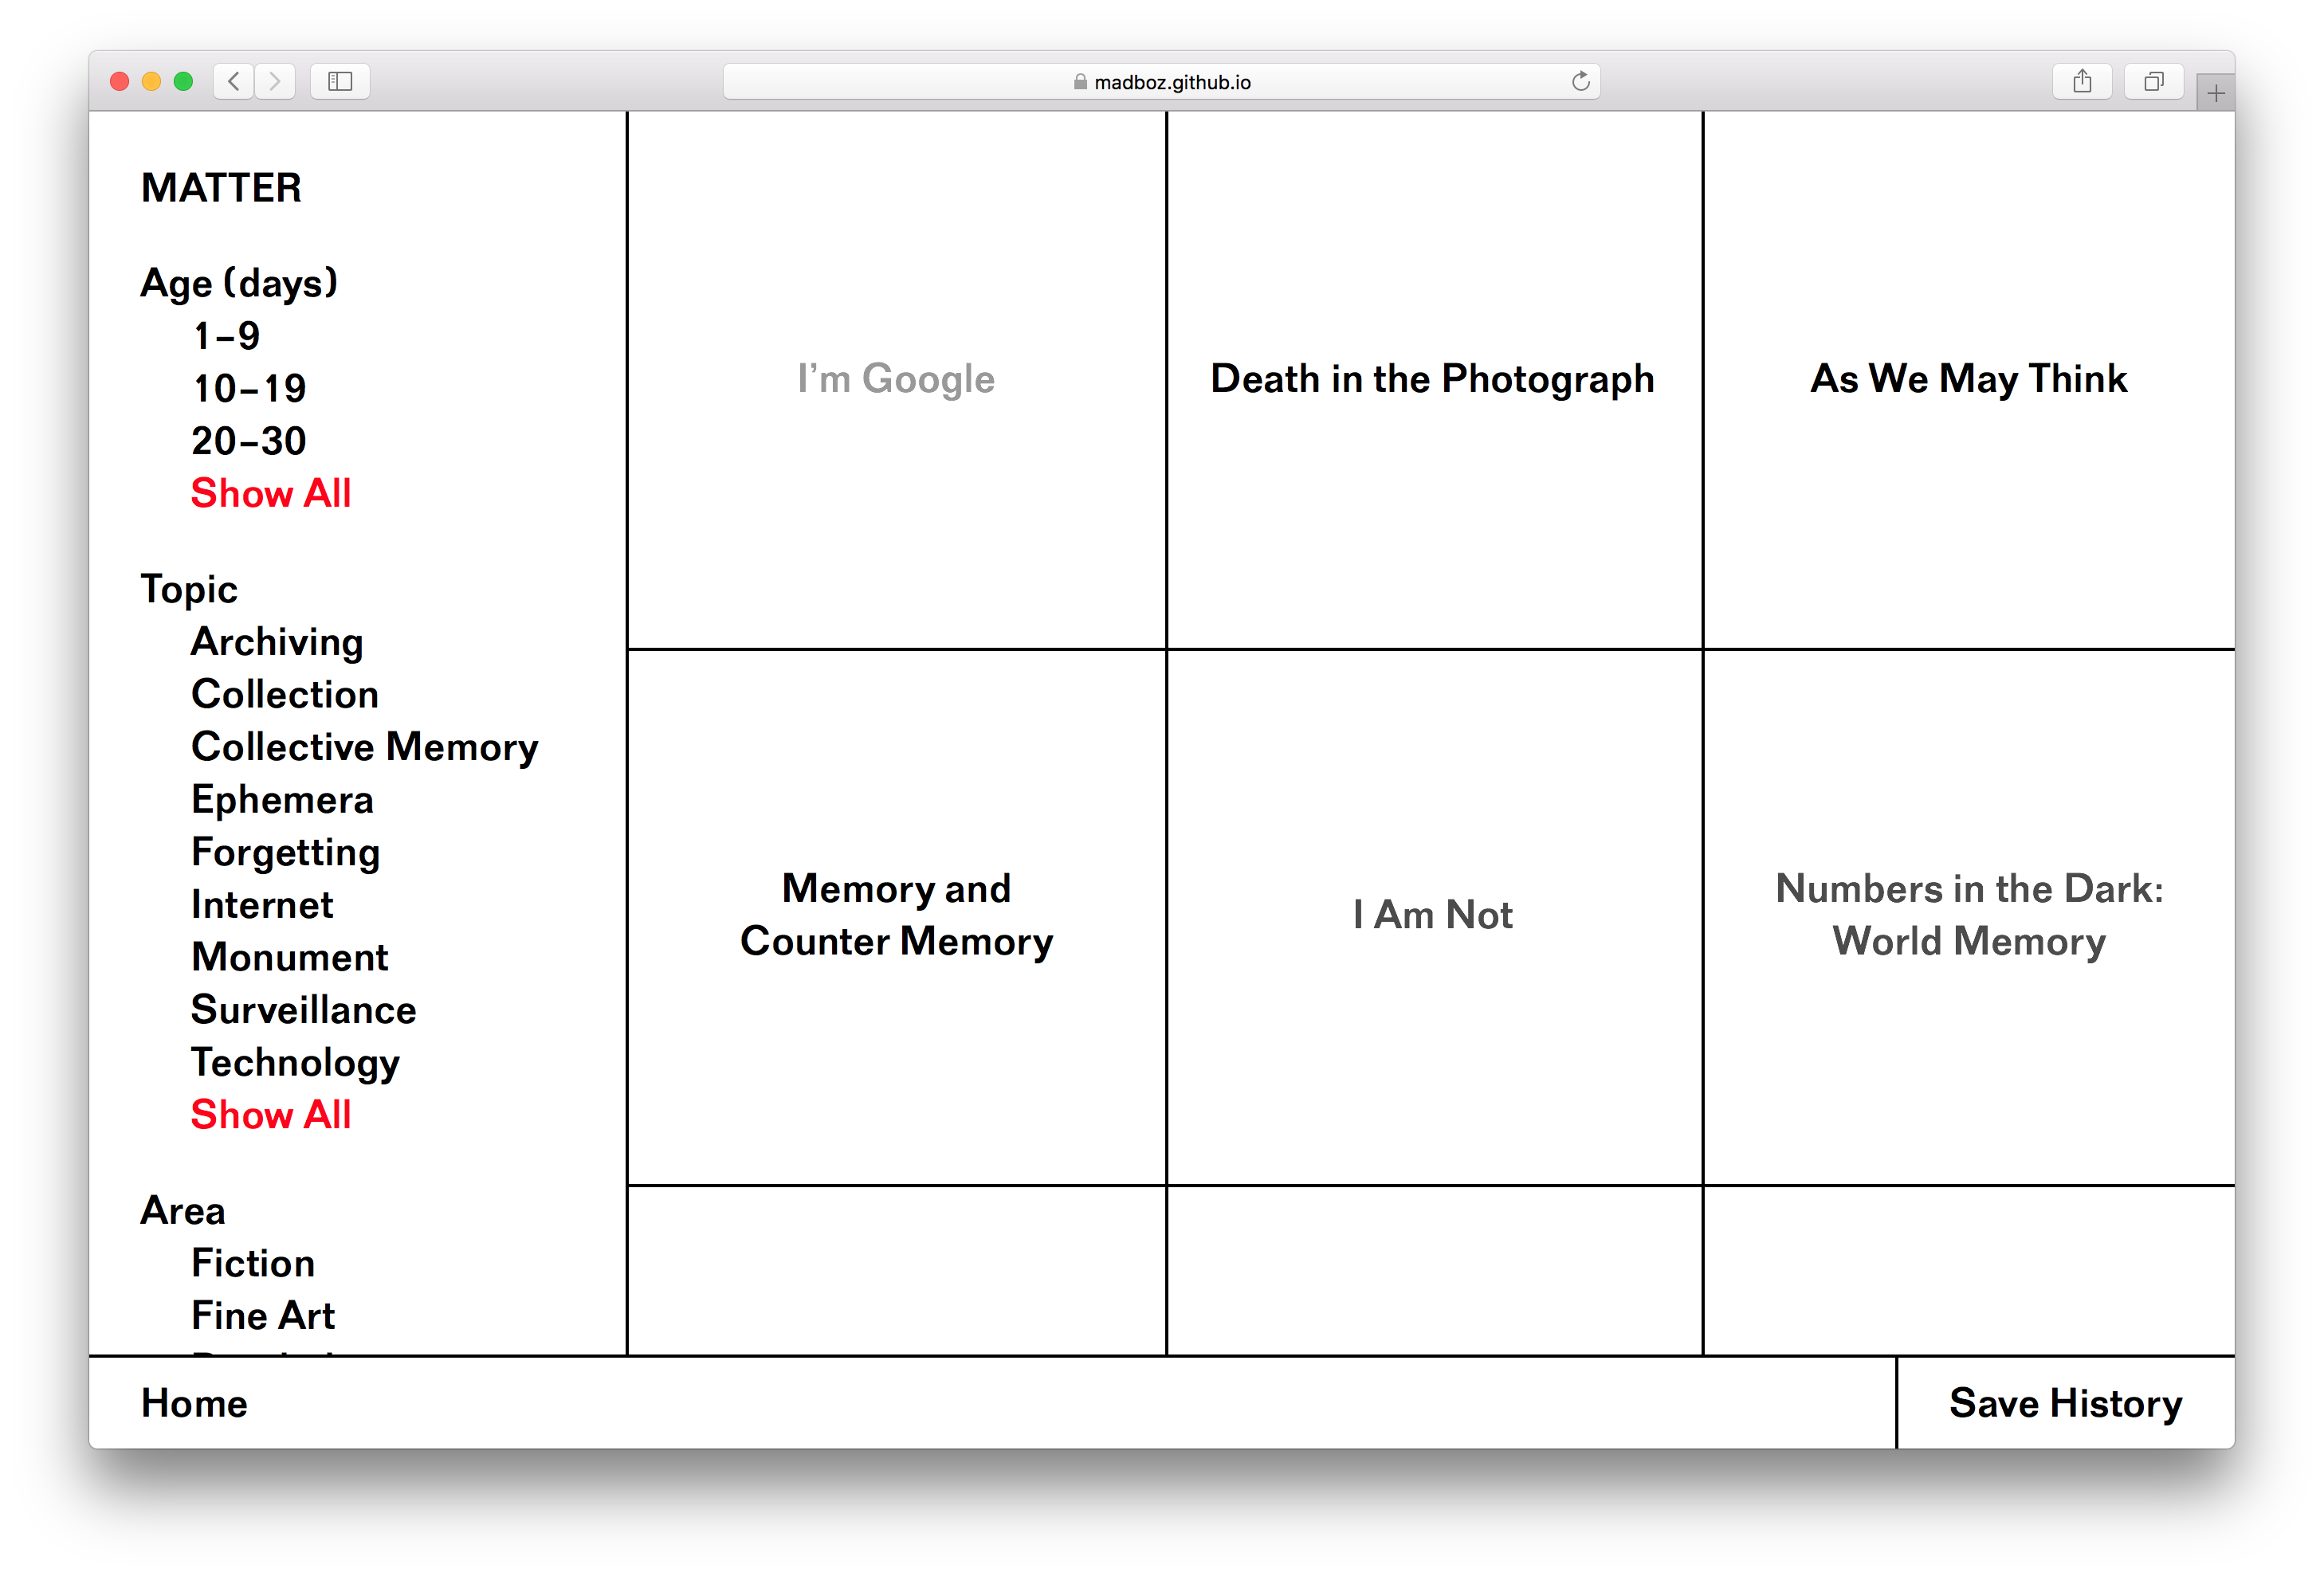 madboz.github.io
MATTER
Age (days)
1–9
10–19
20–30
Show All
Topic
Archiving
Collection
Collective Memory
Ephemera
Forgetting
Internet
Monument
Surveillance
Technology
Show All
Area
Fiction
Fine Art
I’m Google
Death in the Photograph
As We May Think
Memory and
Counter Memory
I Am Not
Numbers in the Dark:
World Memory
Home
Save History